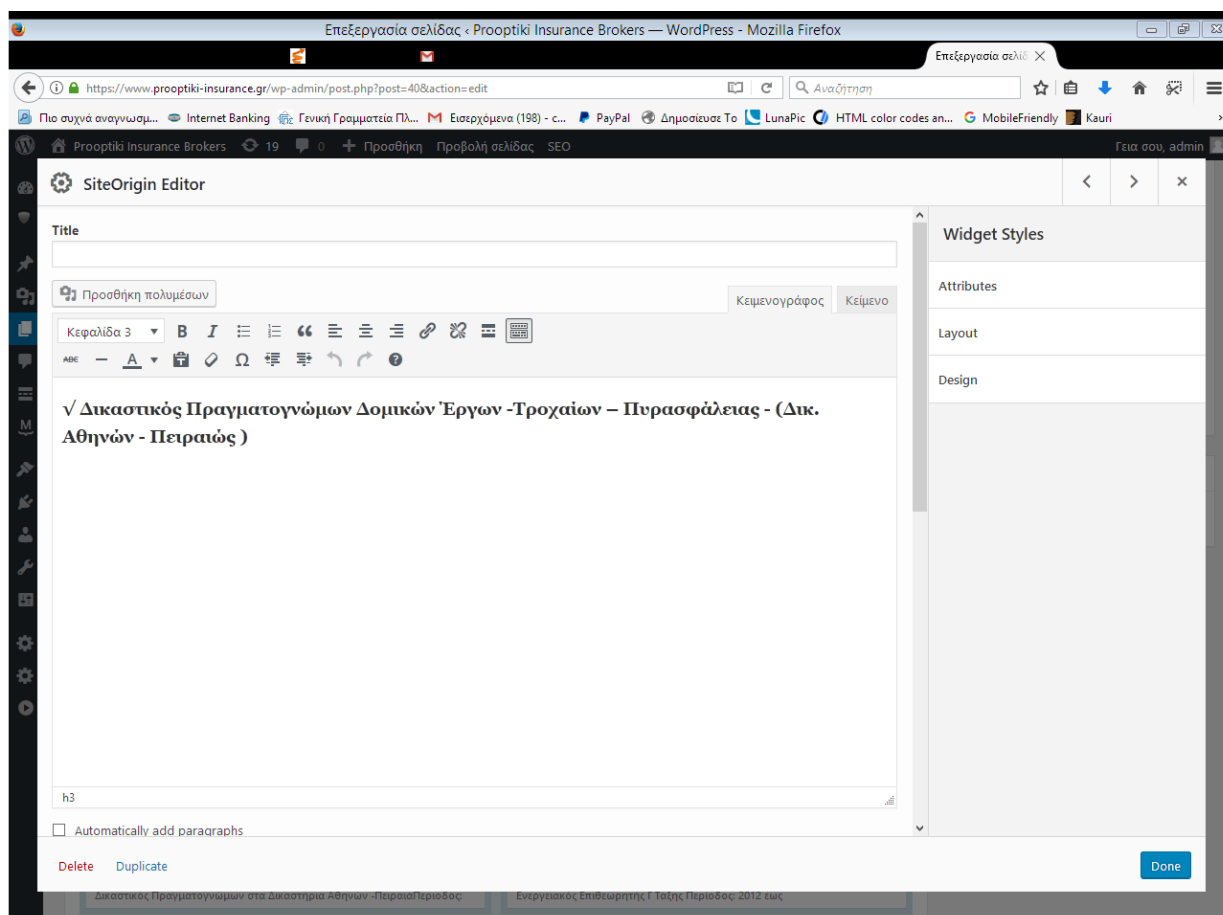 Επεξεργασία σελίδας ‹ Prooptiki Insurance Brokers — WordPress - Mozilla Firefox
Επεξεργασία σελίδ
https://www.prooptiki-insurance.gr/wp-admin/post.php?post=40&action=edit
Αναζήτηση
Πιο συχνά αναγνωσμ... Internet Banking Γενική Γραμματεία Πλ... Εισερχόμενα (198) - c... PayPal Δημοσίευσε Το LunaPic HTML color codes an... MobileFriendly Kauri
Prooptiki Insurance Brokers 19 0 Προσθήκη Προβολή σελίδας SEO Γεια σου, admin
SiteOrigin Editor
Title
Προσθήκη πολυμέσων
Κειμενογράφος Κείμενο
Κεφαλίδα 3 B I
ABC A Ω
√ Δικαστικός Πραγματογνώμων Δομικών Έργων -Τροχαίων – Πυρασφάλειας - (Δικ.
Αθηνών - Πειραιώς )
h3
Automatically add paragraphs
Widget Styles
Attributes
Layout
Design
Delete Duplicate
Done
Δικαστικός Πραγματογνώμων στα Δικαστήρια Αθηνών -ΠειραιάΠερίοδος: Ενεργειακός Επιθεωρητής Γ Τάξης Περίοδος: 2012 έως